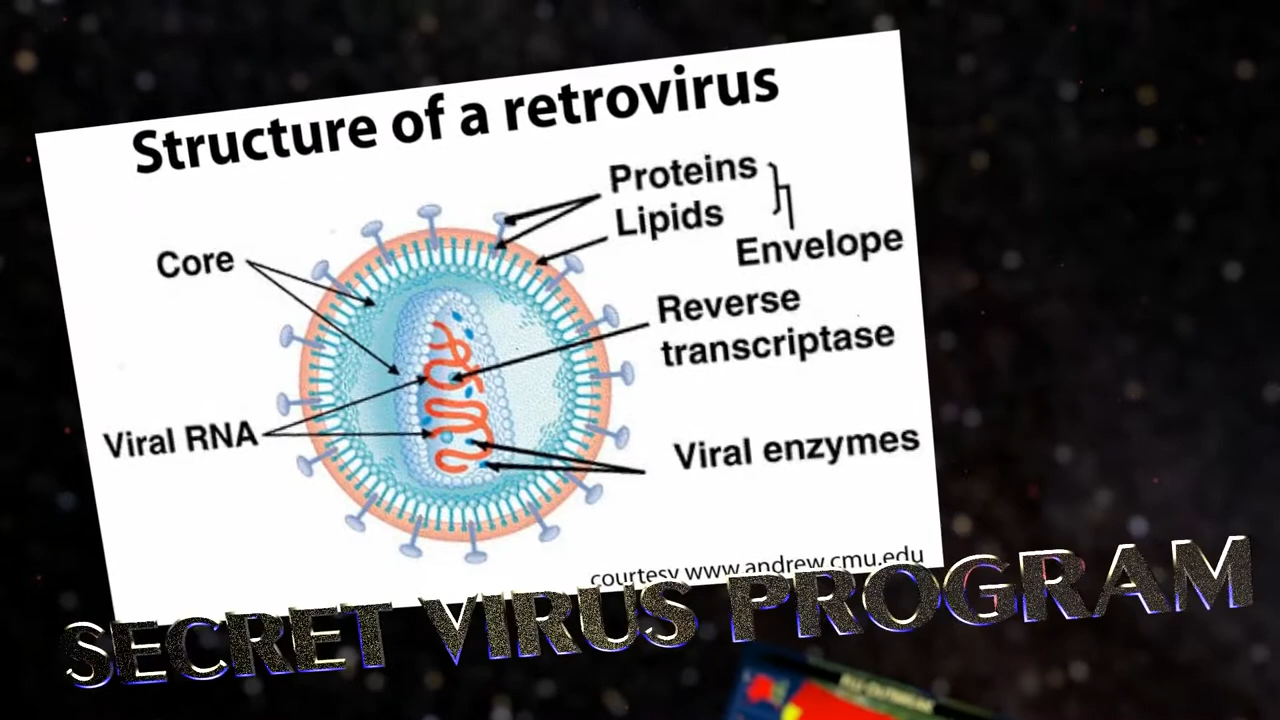 Structure of a retrovirus
Proteins
Lipids
Envelope
Core
Reverse
transcriptase
Viral RNA
Viral enzymes
courtesy www.andrew.cmu.edu
SECRET VIRUS PROGRAM